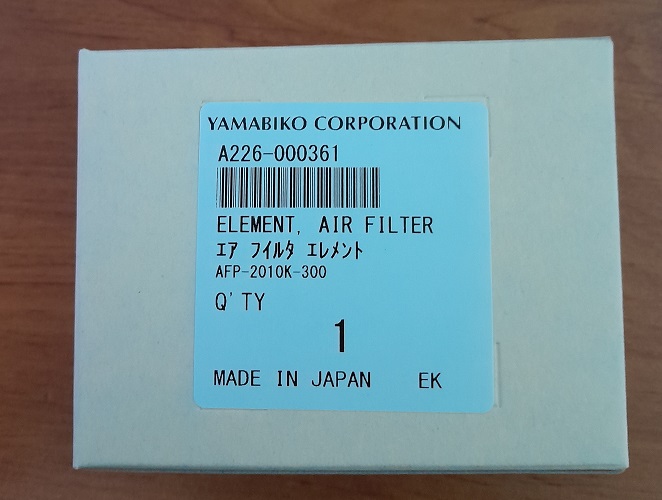 YAMABIKO CORPORATION
A226-000361
ELEMENT, AIR FILTER
エア フイルタ エレメント
AFP-2010K-300
Q'TY
1
MADE IN JAPAN EK